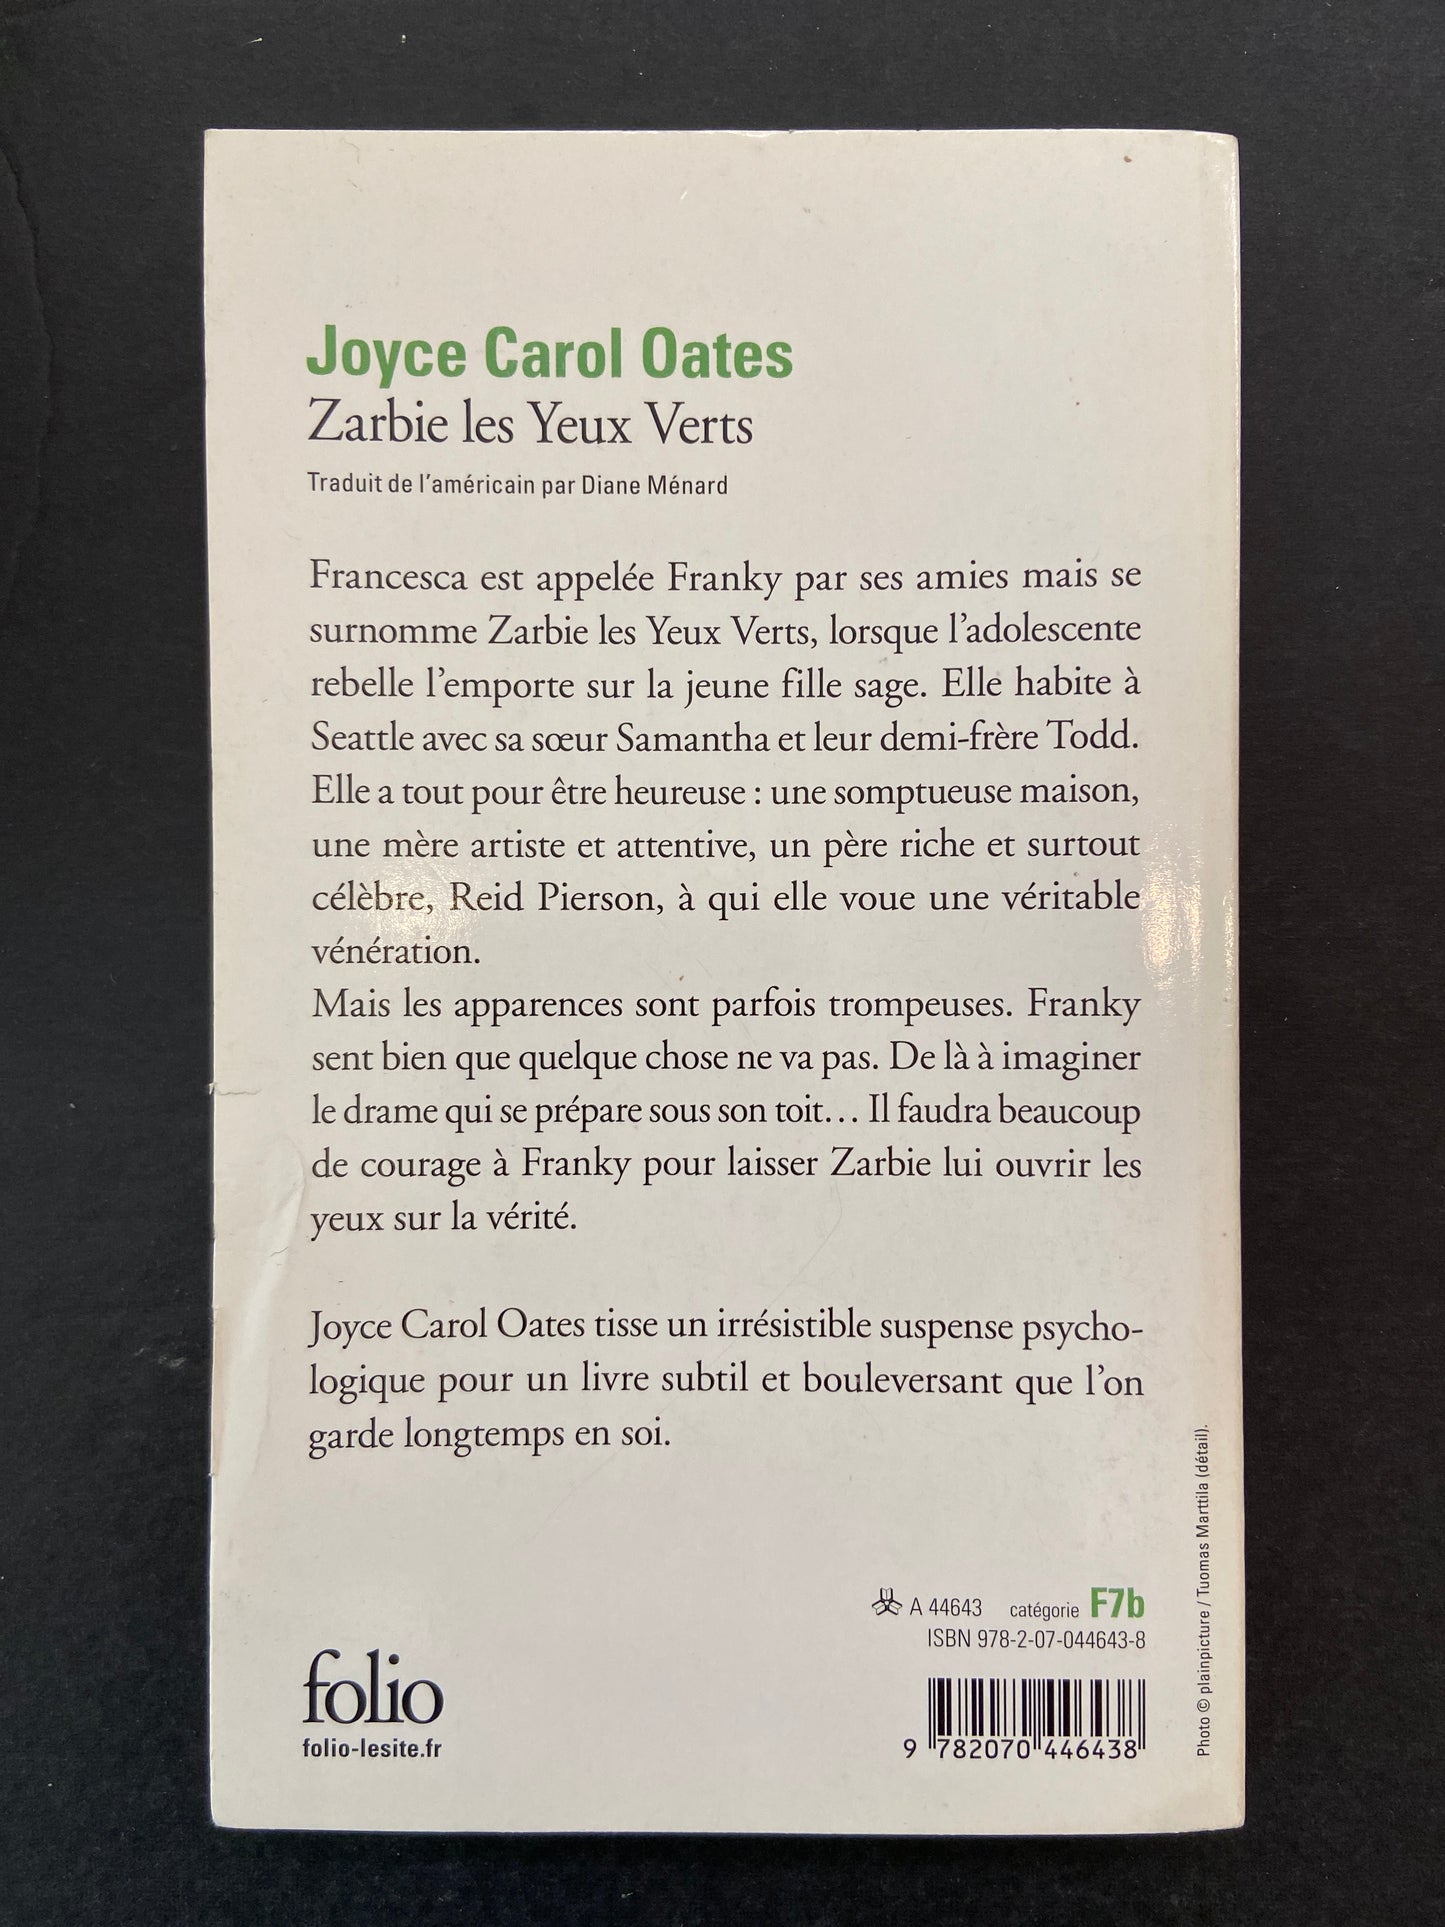 Joyce Carol Oates
Zarbie les Yeux Verts
Traduit de l'américain par Diane Ménard
Francesca est appelée Franky par ses amies mais se
surnomme Zarbie les Yeux Verts, lorsque l'adolescente
rebelle l'emporte sur la jeune fille sage. Elle habite à
Seattle avec sa sœur Samantha et leur demi-frère Todd.
Elle a tout pour être heureuse : une somptueuse maison,
une mère artiste et attentive, un père riche et surtout
célèbre, Reid Pierson, à qui elle voue une véritable
vénération.
Mais les apparences sont parfois trompeuses. Franky
sent bien que quelque chose ne va pas. De là à imaginer
le drame qui se prépare sous son toit… Il faudra beaucoup
de courage à Franky pour laisser Zarbie lui ouvrir les
yeux sur la vérité.
Joyce Carol Oates tisse un irrésistible suspense psycho-
logique pour un livre subtil et bouleversant que l'on
garde longtemps en soi.
A 44643 catégorie F7b
ISBN 978-2-07-044643-8
folio
folio-lesite.fr
9 782070 446438
Photo © plainpicture / Tuomas Marttila (détail).